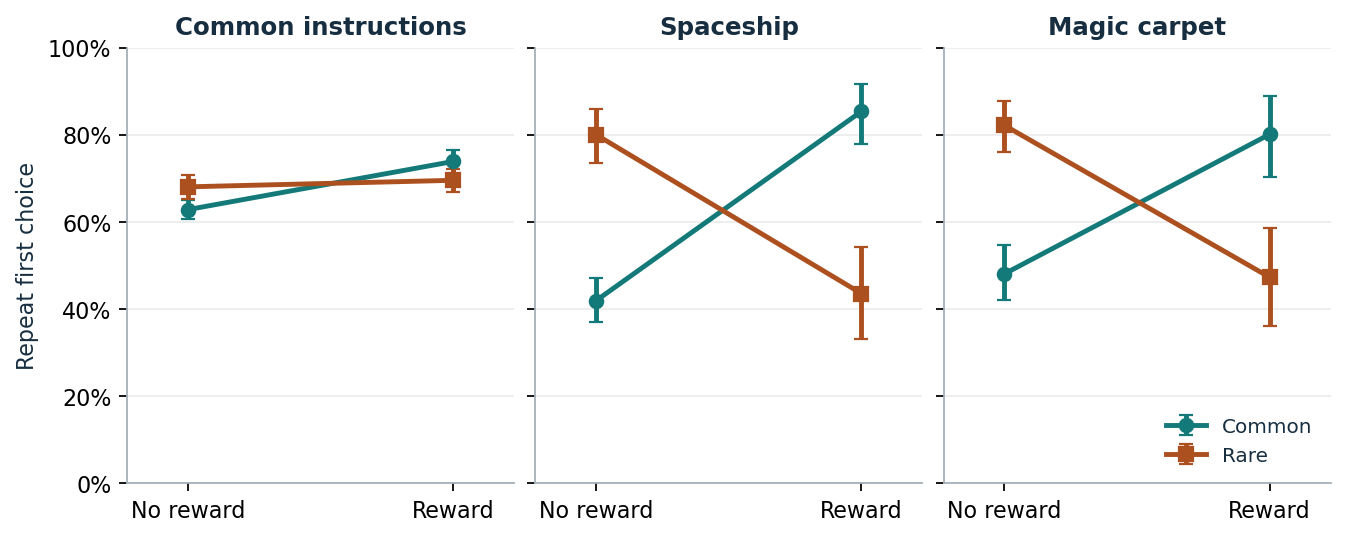 Common instructions
Spaceship
Magic carpet
Repeat first choice
100%
80%
60%
40%
20%
0%
No reward
Reward
No reward
Reward
No reward
Reward
Common
Rare